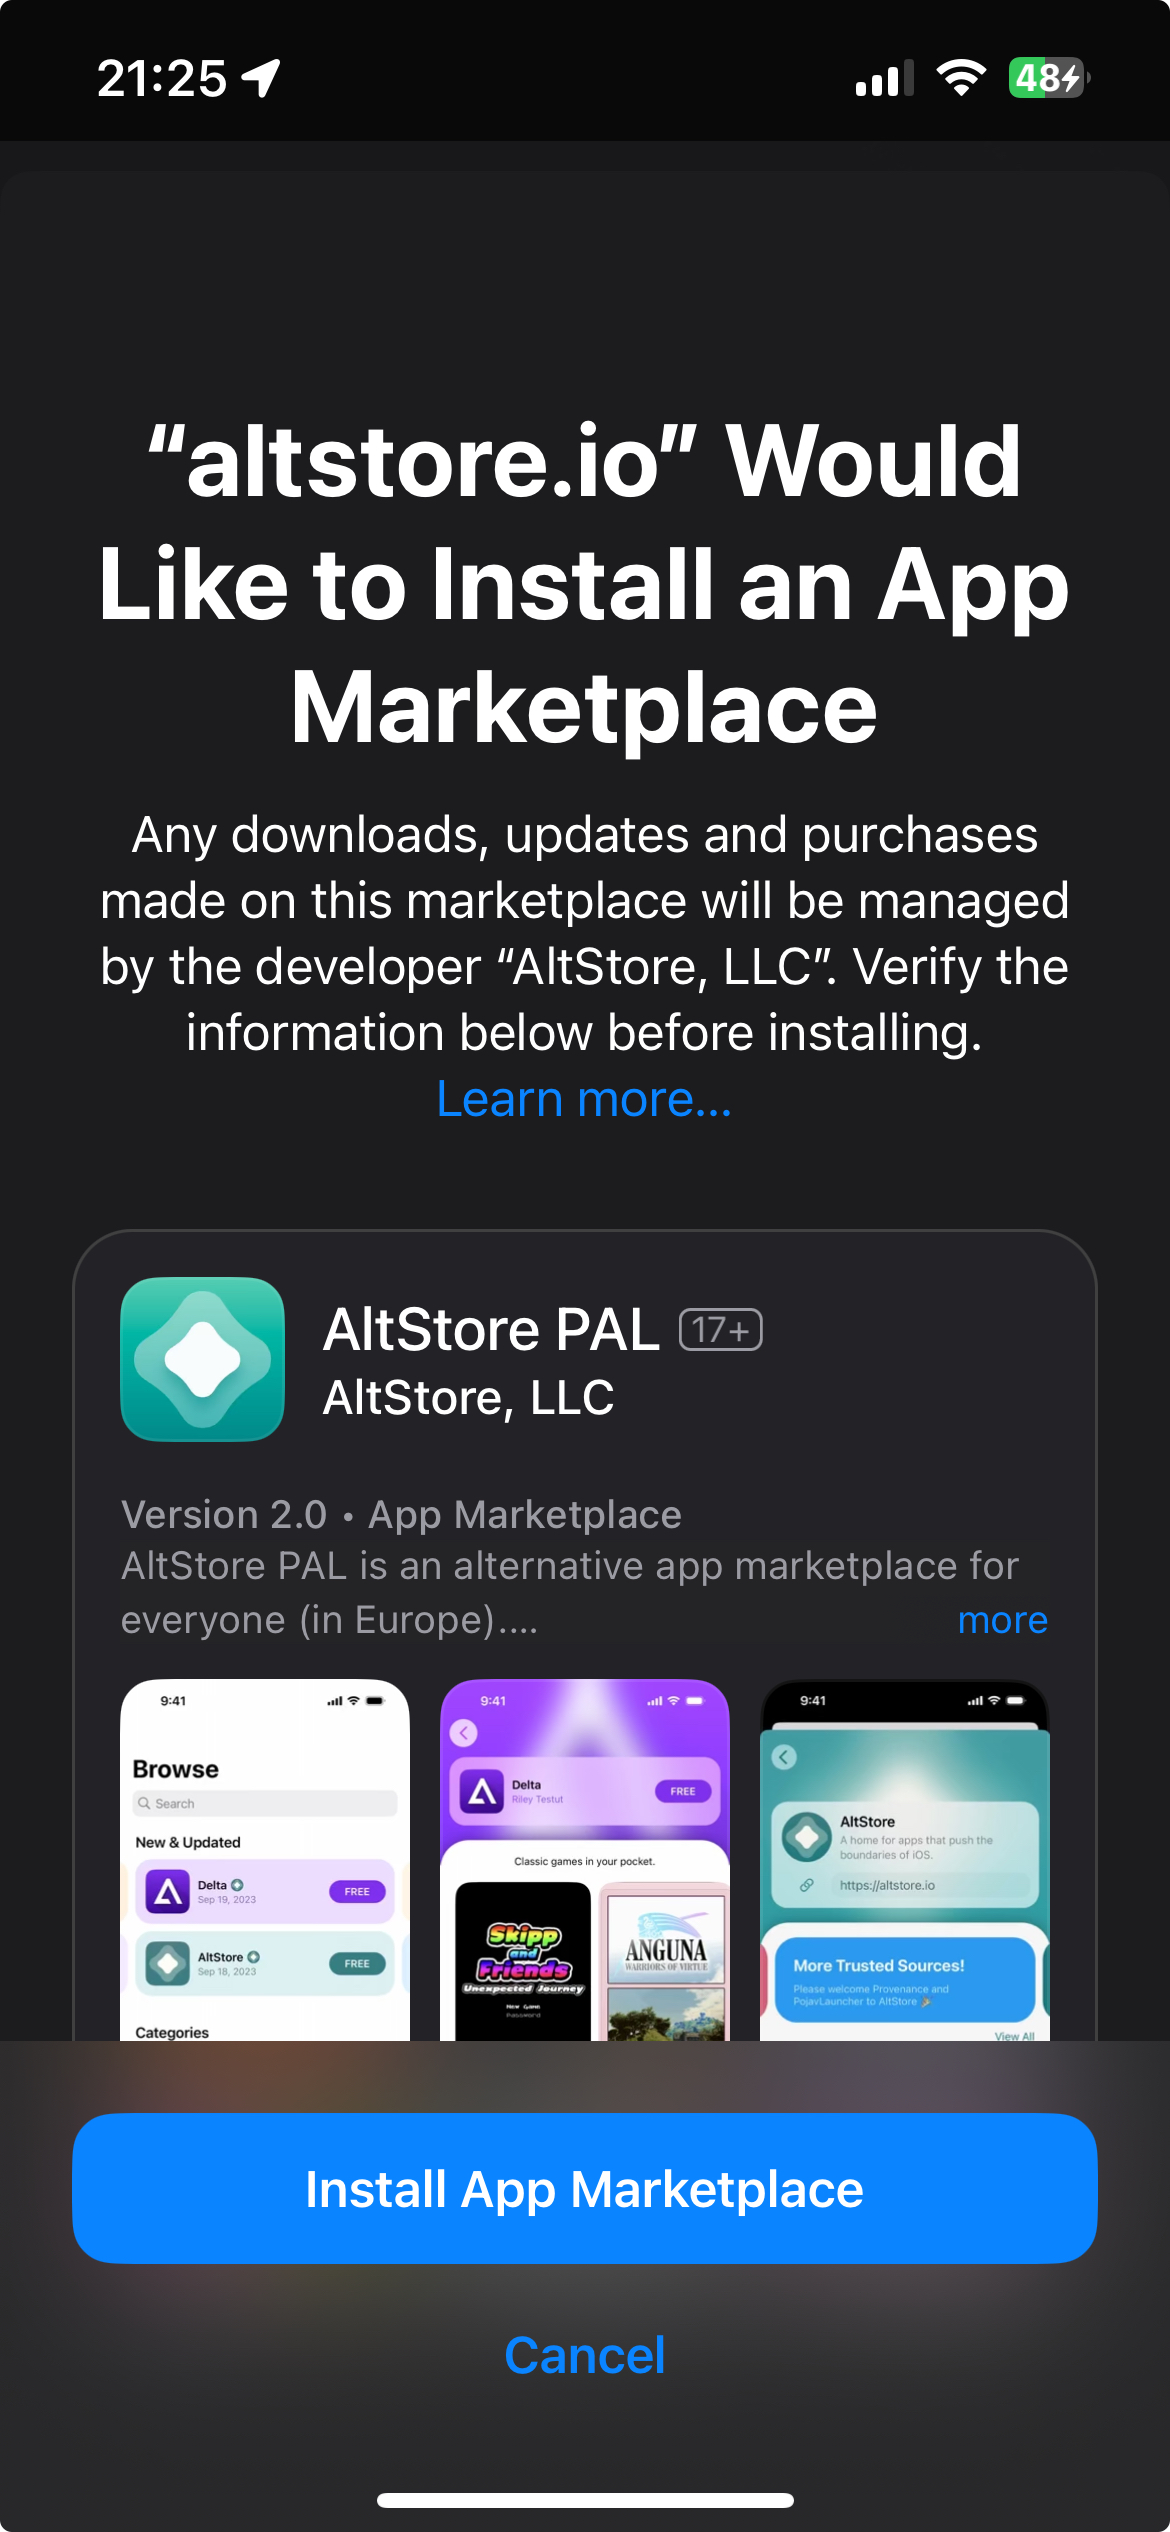 21:25
48
“altstore.io” Would
Like to Install an App
Marketplace
Any downloads, updates and purchases
made on this marketplace will be managed
by the developer “AltStore, LLC”. Verify the
information below before installing.
Learn more...
AltStore PAL 17+
AltStore, LLC
Version 2.0 • App Marketplace
AltStore PAL is an alternative app marketplace for
everyone (in Europe)....
more
9:41
Browse
Search
New & Updated
Delta
Sep 19, 2023
FREE
AltStore
Sep 18, 2023
FREE
Categories
9:41
Delta
Riley Testut
FREE
Classic games in your pocket.
Skipp
and
Friends
Unexpected Journey
New Game
Password
ANGUNA
WARRIORS OF VIRTUE
9:41
AltStore
A home for apps that push the
boundaries of iOS.
https://altstore.io
More Trusted Sources!
Please welcome Provenance and
PojavLauncher to AltStore 🎉
View All
Install App Marketplace
Cancel